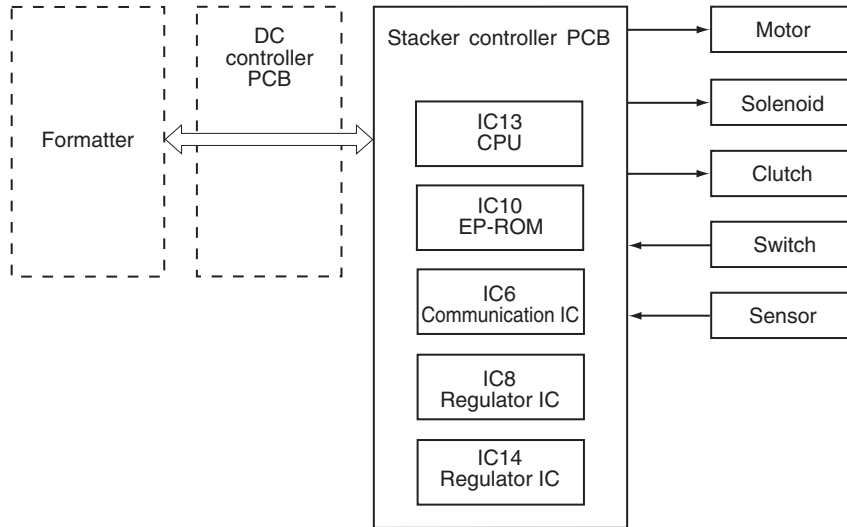 Formatter
DC
controller
PCB
Stacker controller PCB
IC13
CPU
IC10
EP-ROM
IC6
Communication IC
IC8
Regulator IC
IC14
Regulator IC
Motor
Solenoid
Clutch
Switch
Sensor